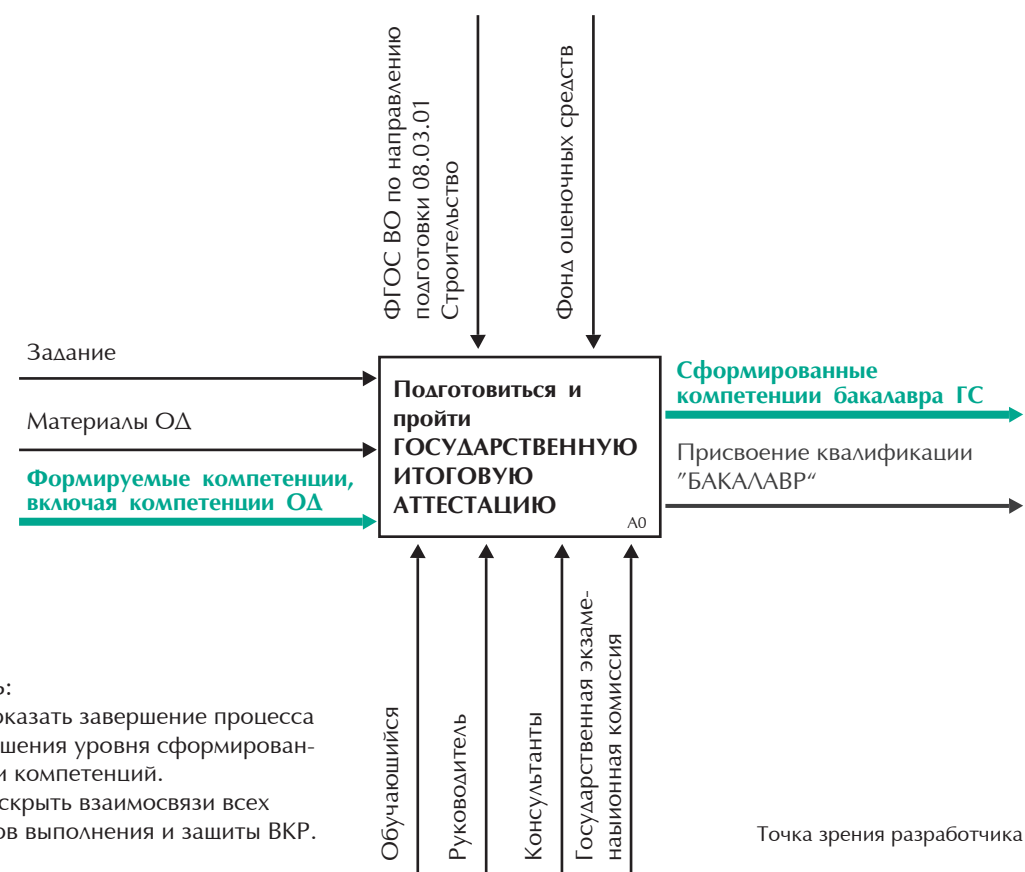 ФГОС ВО по направлению
подготовки 08.03.01
Строительство
Фонд оценочных средств
Задание
Материалы ОД
Формируемые компетенции,
включая компетенции ОД
Подготовиться и
пройти
ГОСУДАРСТВЕННУЮ
ИТОГОВУЮ
АТТЕСТАЦИЮ
A0
Сформированные
компетенции бакалавра ГС
Присвоение квалификации
”БАКАЛАВР“
Обучающийся
Руководитель
Консультанты
Государственная экзаме-
наыионная комиссия
ь:
оказать завершение процесса
шения уровня сформирован-
и компетенций.
скрыть взаимосвязи всех
ов выполнения и защиты ВКР.
Точка зрения разработчика